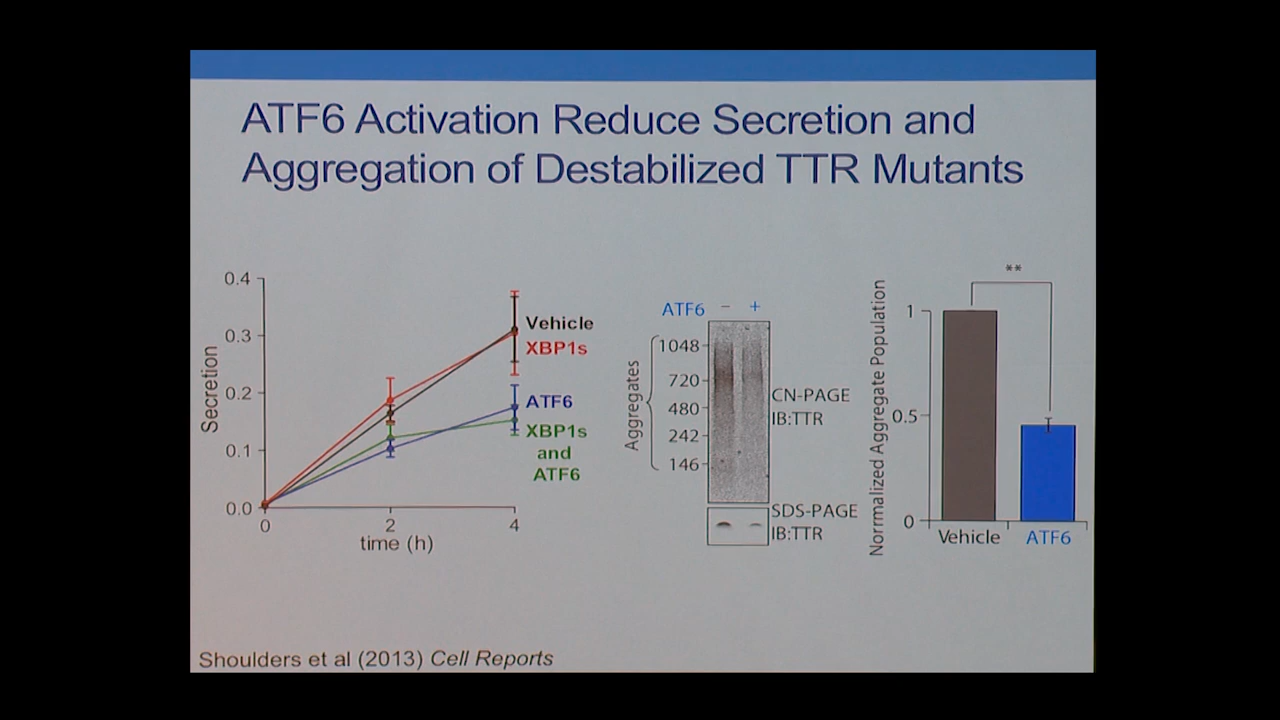 ATF6 Activation Reduce Secretion and
Aggregation of Destabilized TTR Mutants
Secretion
0.4
0.3
0.2
0.1
0.0
0
2
4
time (h)
Vehicle
XBP1s
ATF6
XBP1s
and
ATF6
ATF6 – +
Aggregates
1048
720
480
242
146
CN-PAGE
IB:TTR
SDS-PAGE
IB:TTR
Norrmalized Aggregate Population
1
0.5
0
**
Vehicle
ATF6
Shoulders et al (2013) Cell Reports